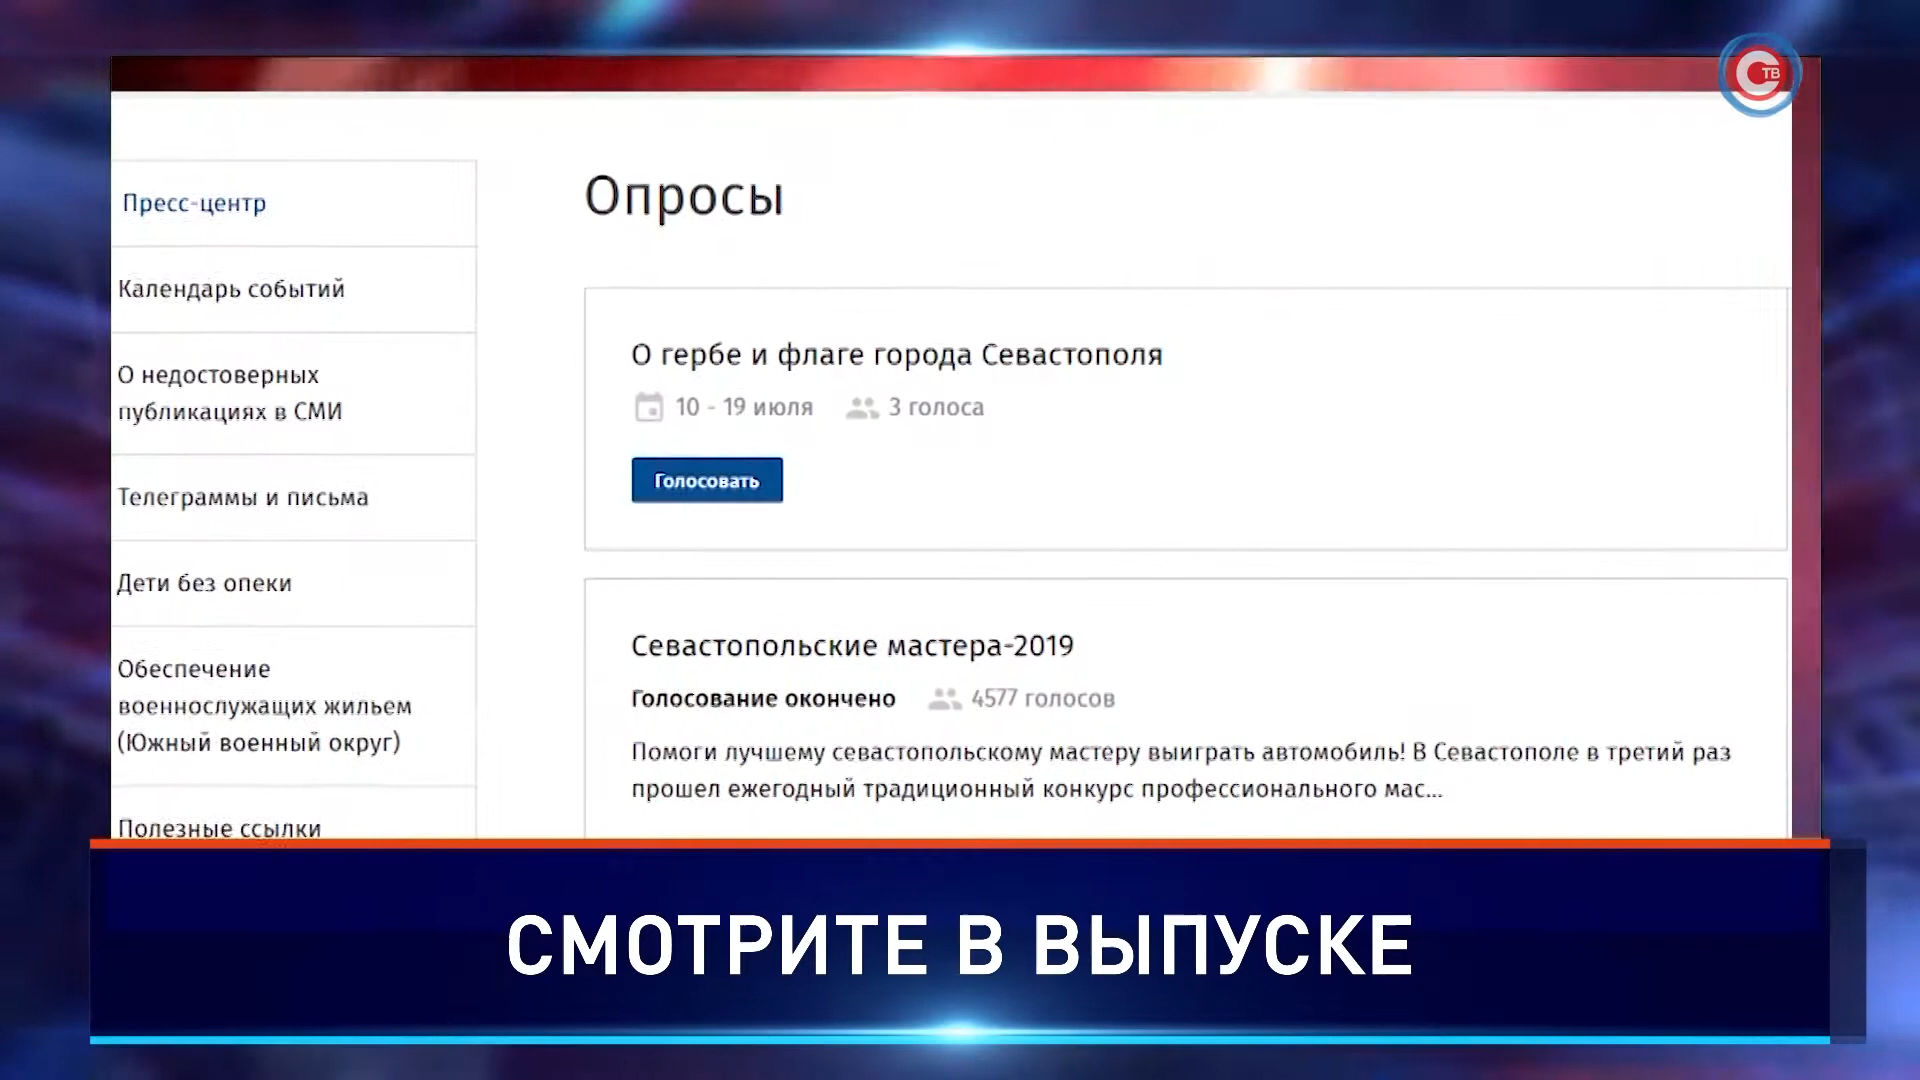 СТВ
Пресс-центр
Календарь событий
О недостоверных
публикациях в СМИ
Телеграммы и письма
Дети без опеки
Обеспечение
военнослужащих жильем
(Южный военный округ)
Полезные ссылки
Опросы
О гербе и флаге города Севастополя
10 - 19 июля 3 голоса
Голосовать
Севастопольские мастера-2019
Голосование окончено 4577 голосов
Помоги лучшему севастопольскому мастеру выиграть автомобиль! В Севастополе в третий раз
прошел ежегодный традиционный конкурс профессионального мас...
СМОТРИТЕ В ВЫПУСКЕ